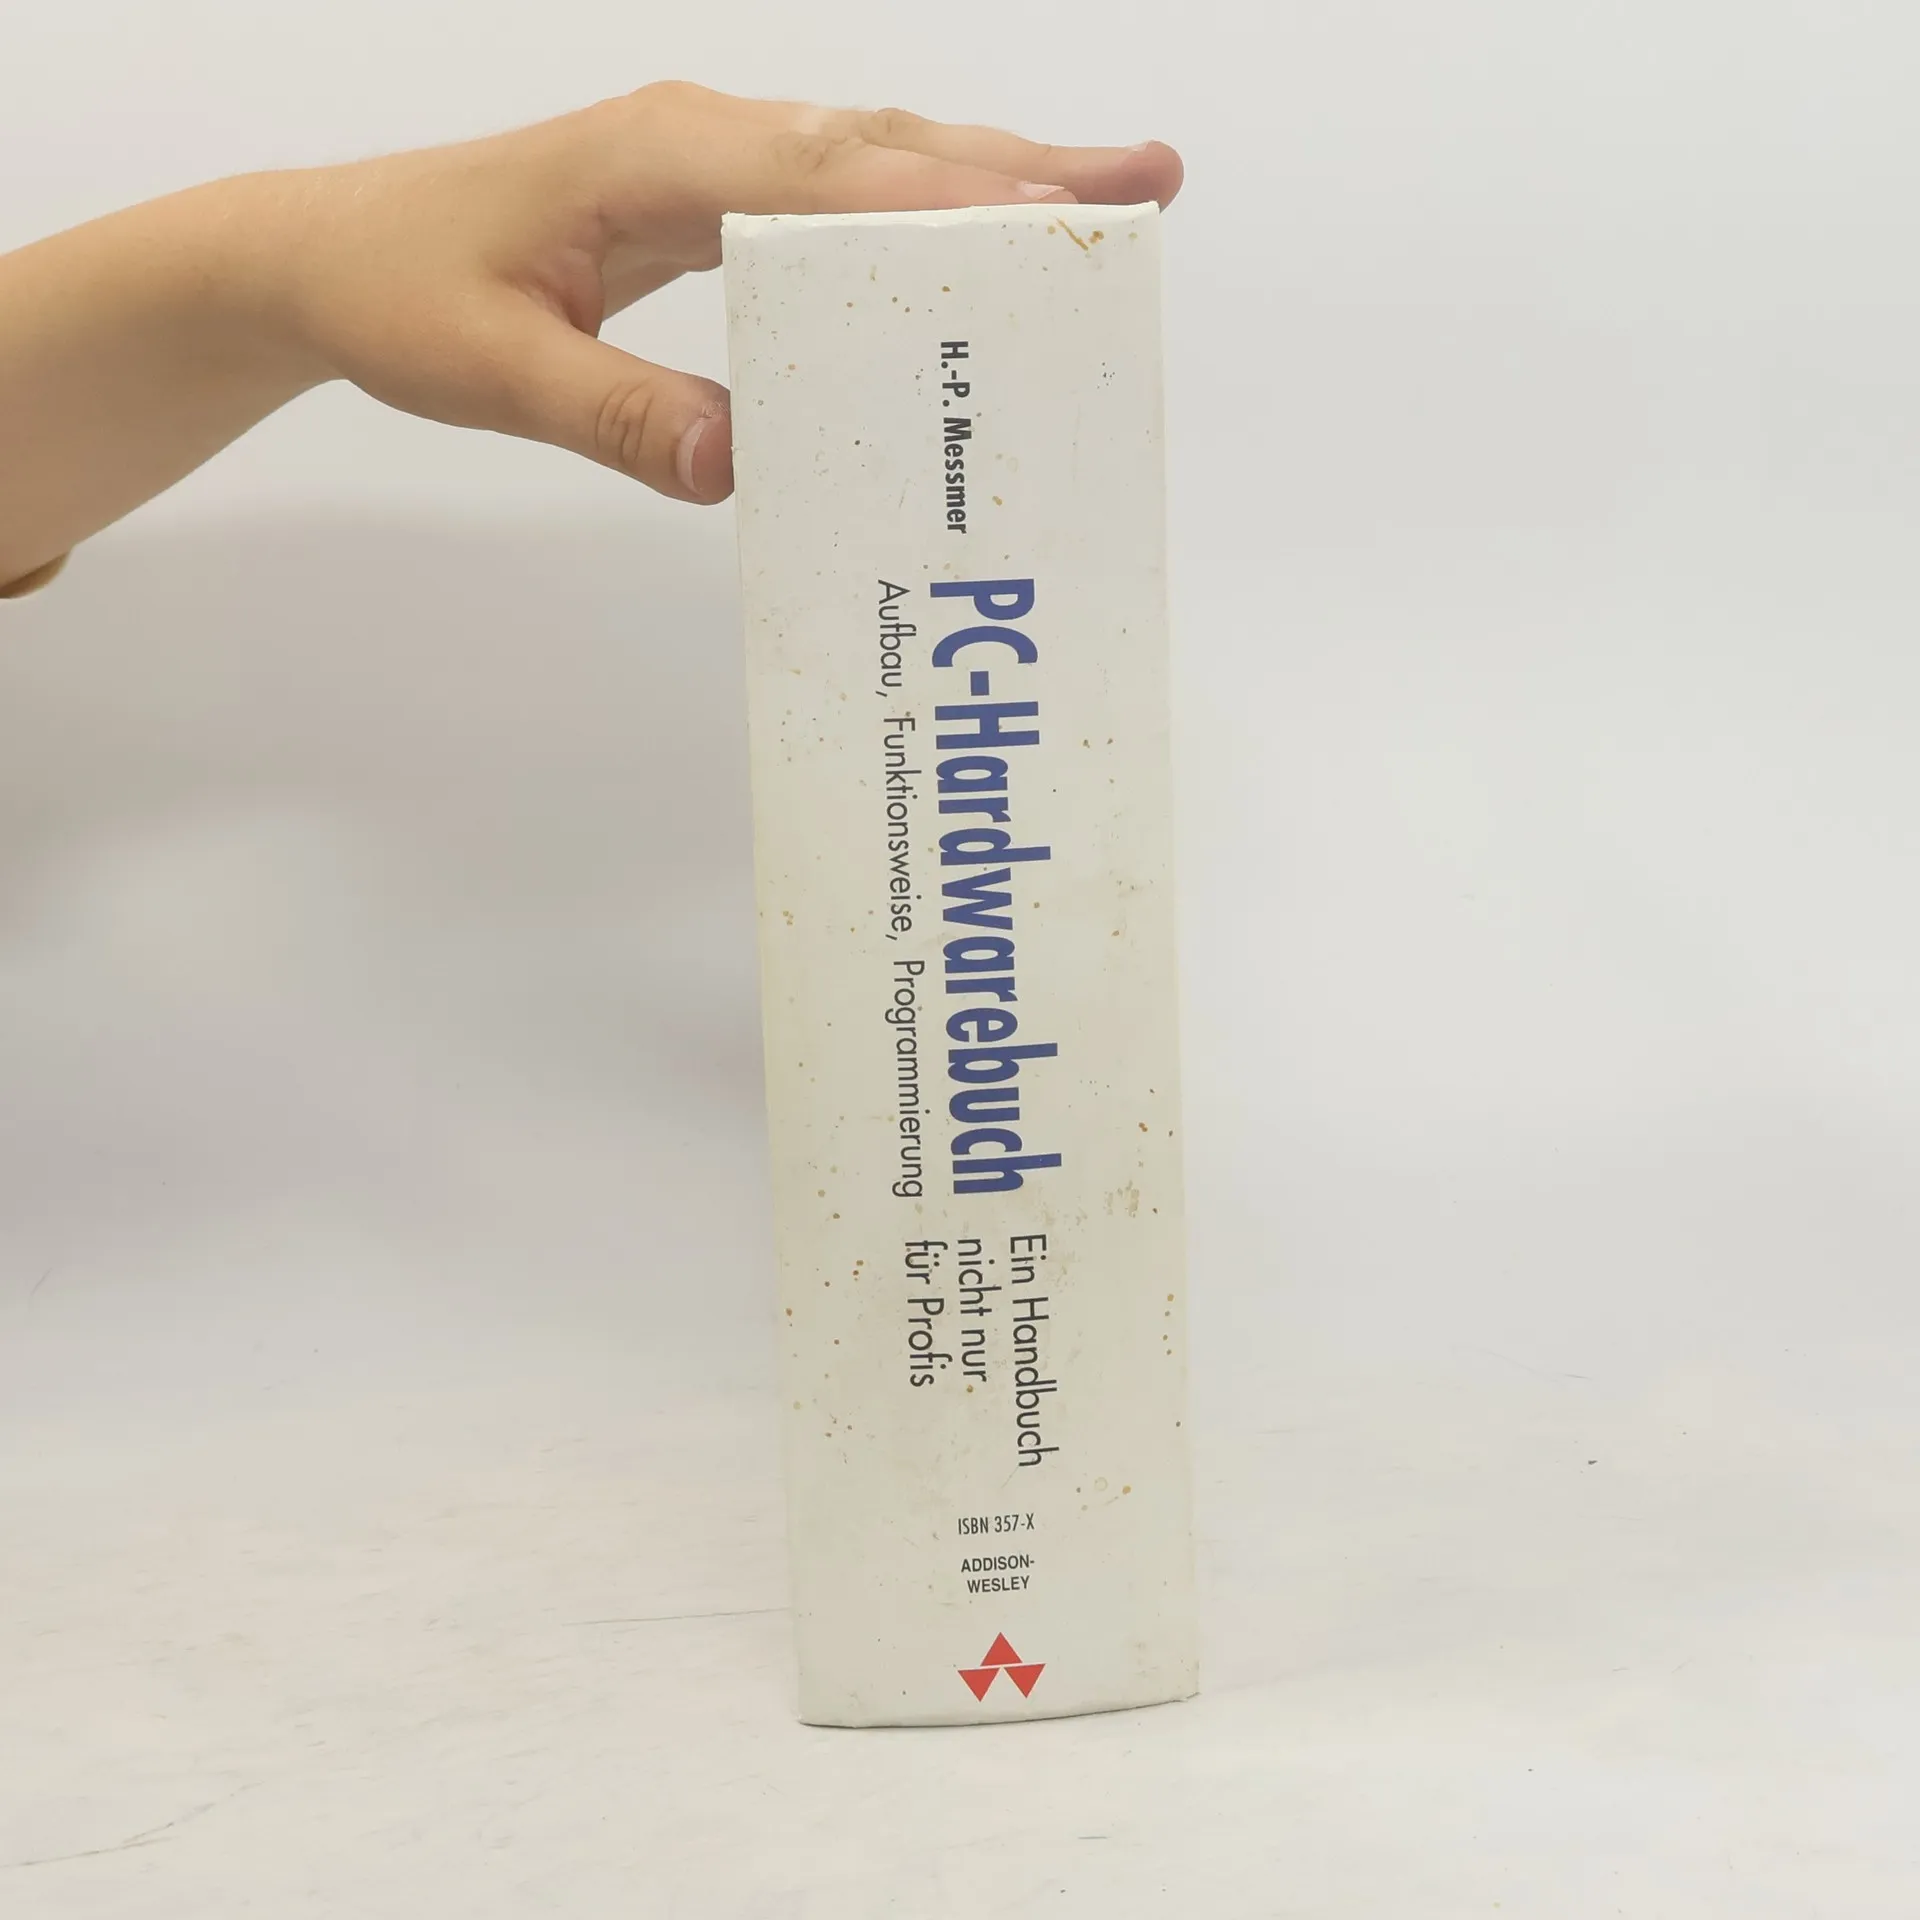 H.-P. Messmer
PC-Hardwarebuch
Aufbau, Funktionsweise, Programmierung
Ein Handbuch
nicht nur
für Profis
ISBN 357-X
ADDISON-
WESLEY